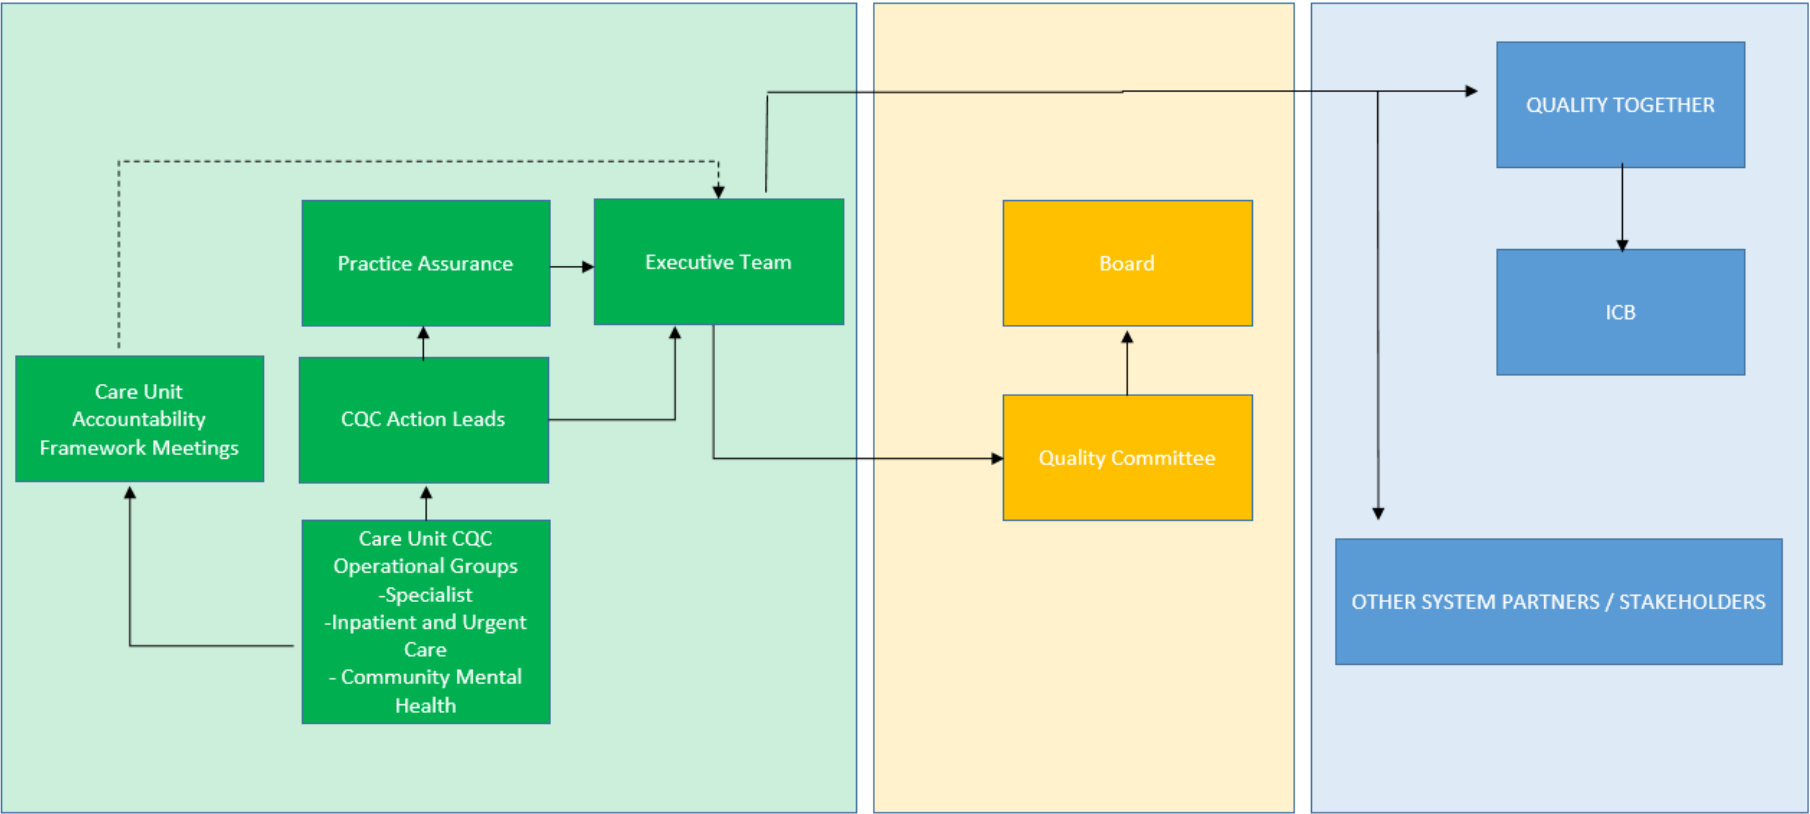 QUALITY TOGETHER
Practice Assurance
Executive Team
Board
ICB
Care Unit
Accountability
Framework Meetings
CQC Action Leads
Quality Committee
Care Unit CQC
Operational Groups
-Specialist
-Inpatient and Urgent
Care
- Community Mental
Health
OTHER SYSTEM PARTNERS / STAKEHOLDERS